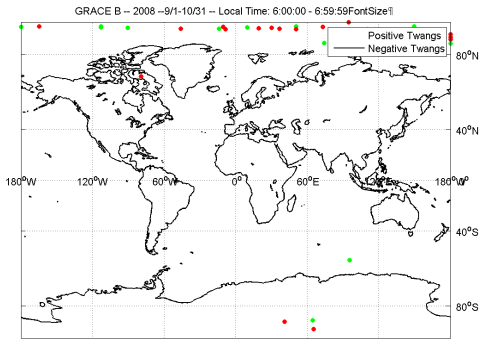 GRACE B -- 2008 --9/1-10/31 -- Local Time: 6:00:00 - 6:59:59FontSize¶
Positive Twangs
Negative Twangs
80°N
40°N
180°W 120°W 60°W 0° 60°E 120°E 180°W
40°S
80°S